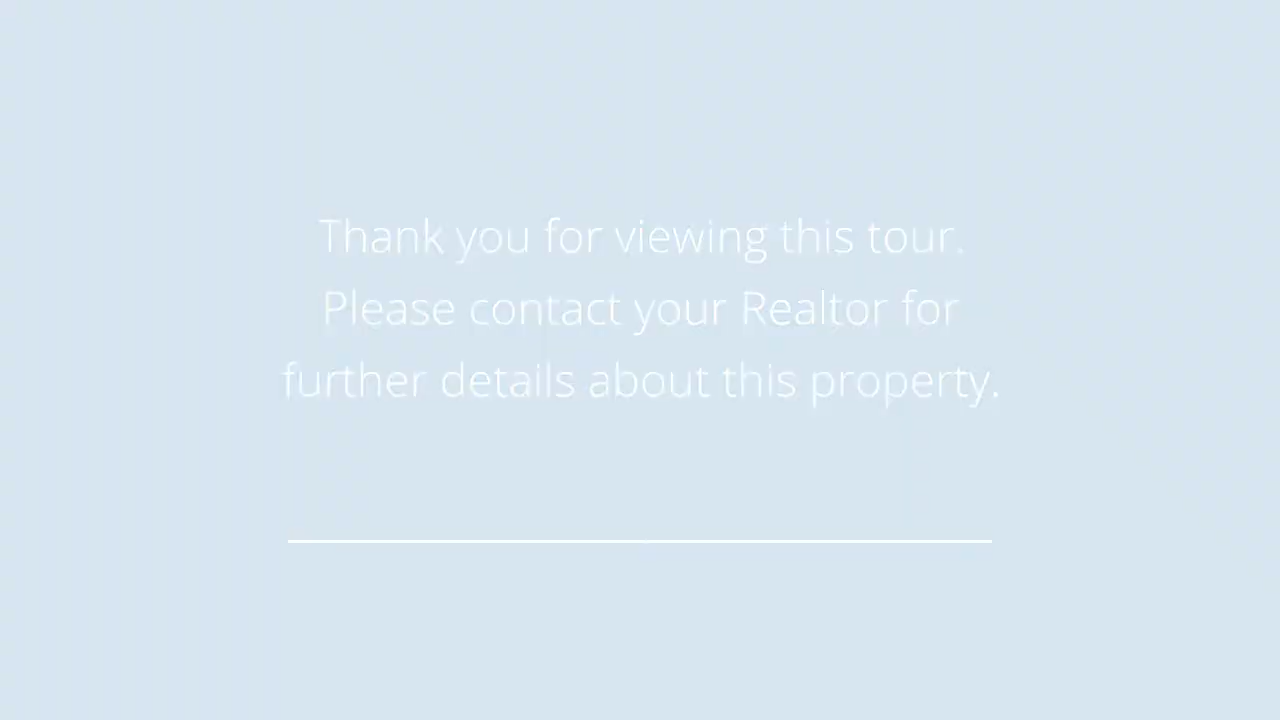 Thank you for viewing this tour.
Please contact your Realtor for
further details about this property.